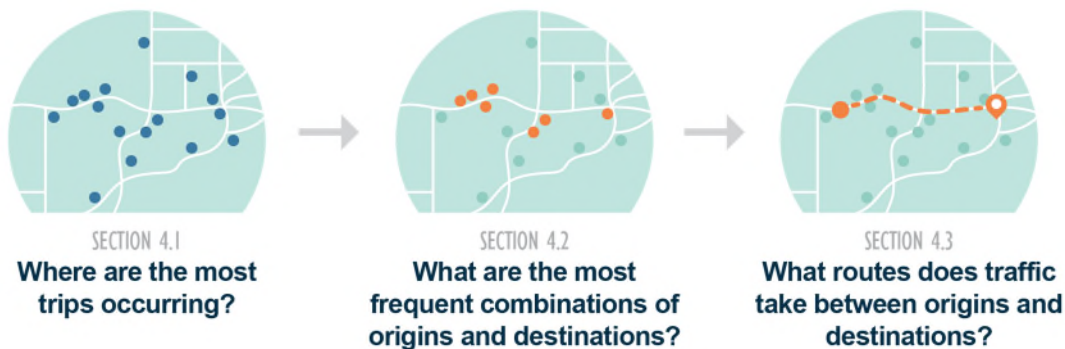 SECTION 4.1
Where are the most
trips occurring?
SECTION 4.2
What are the most
frequent combinations of
origins and destinations?
SECTION 4.3
What routes does traffic
take between origins and
destinations?